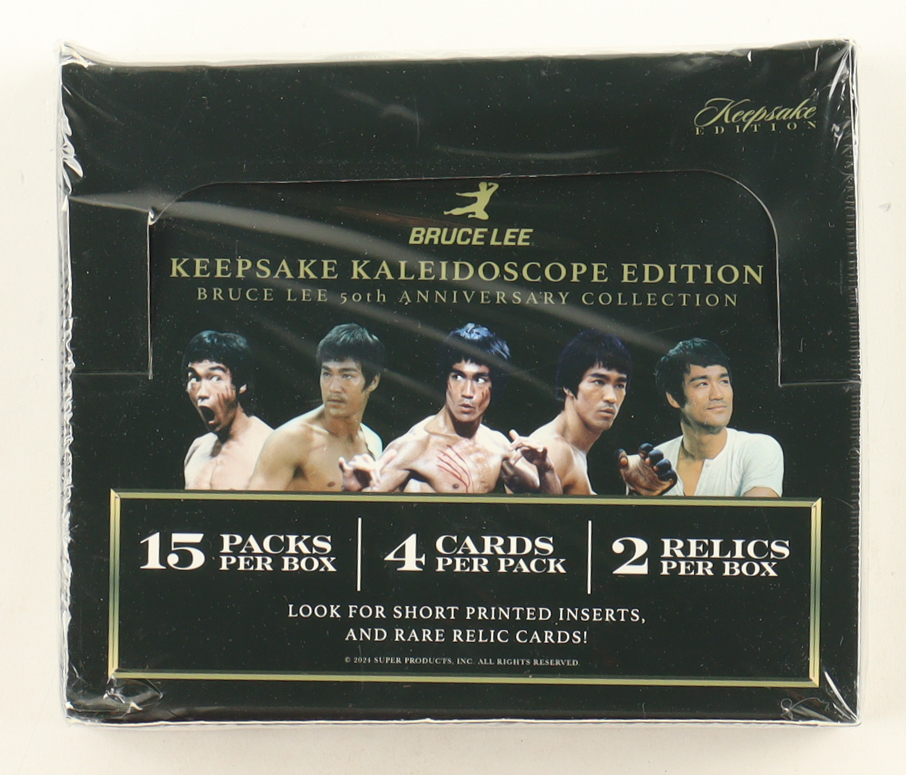 Keepsake
EDITION
BRUCE LEE
KEEPSAKE KALEIDOSCOPE EDITION
BRUCE LEE 50th ANNIVERSARY COLLECTION
15 PACKS PER BOX
4 CARDS PER PACK
2 RELICS PER BOX
LOOK FOR SHORT PRINTED INSERTS,
AND RARE RELIC CARDS!
© 2024 SUPER PRODUCTS, INC. ALL RIGHTS RESERVED.